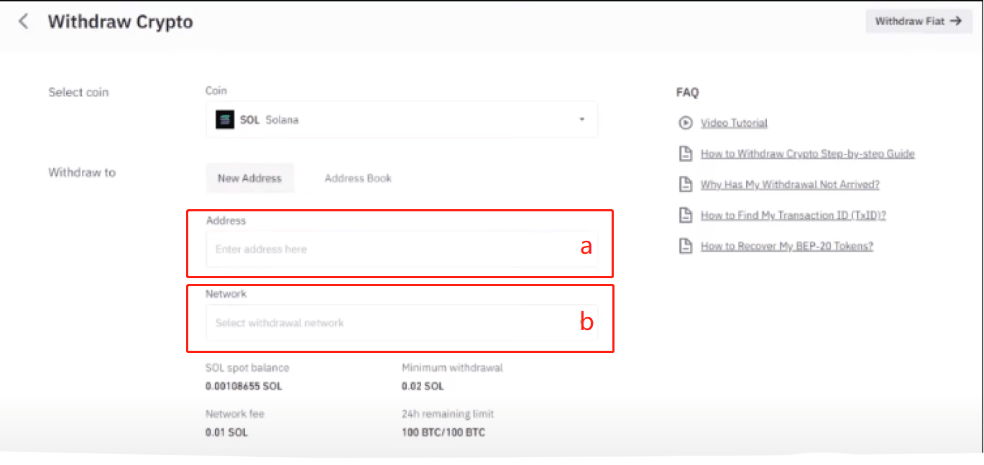 Withdraw Crypto
Withdraw Fiat
Select coin
Coin
SOL Solana
Withdraw to
New Address
Address Book
Address
Enter address here
a
Network
Select withdrawal network
b
SOL spot balance
Minimum withdrawal
0.00108655 SOL
0.02 SOL
Network fee
24h remaining limit
0.01 SOL
100 BTC/100 BTC
FAQ
Video Tutorial
How to Withdraw Crypto Step-by-step Guide
Why Has My Withdrawal Not Arrived?
How to Find My Transaction ID (TxID)?
How to Recover My BEP-20 Tokens?